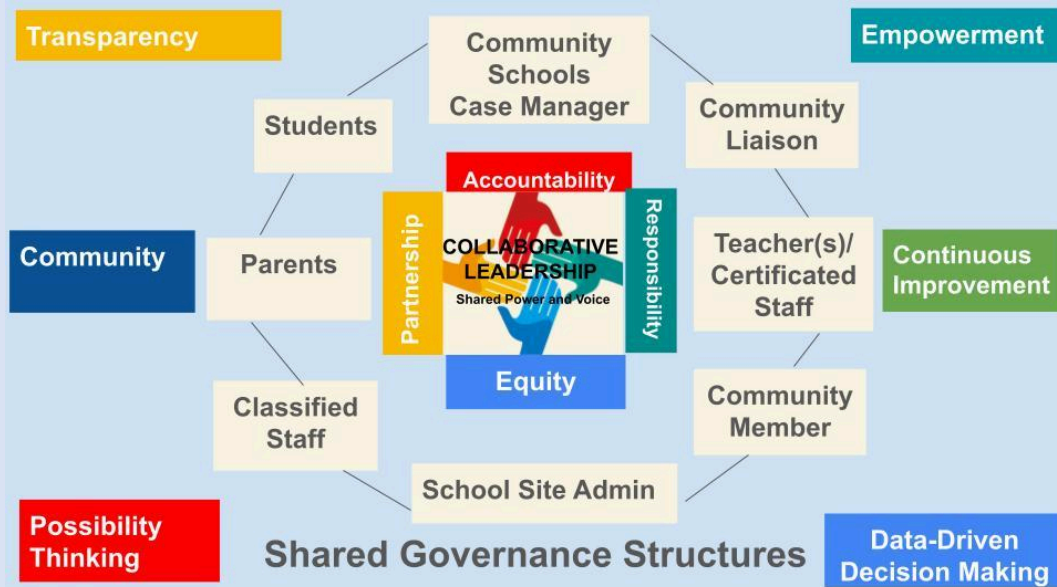 Transparency
Empowerment
Community
Schools
Case Manager
Students
Community
Liaison
Accountability
Partnership
COLLABORATIVE
LEADERSHIP
Shared Power and Voice
Responsibility
Equity
Community
Parents
Teacher(s)/
Certificated
Staff
Continuous
Improvement
Classified
Staff
Community
Member
School Site Admin
Possibility
Thinking
Shared Governance Structures
Data-Driven
Decision Making